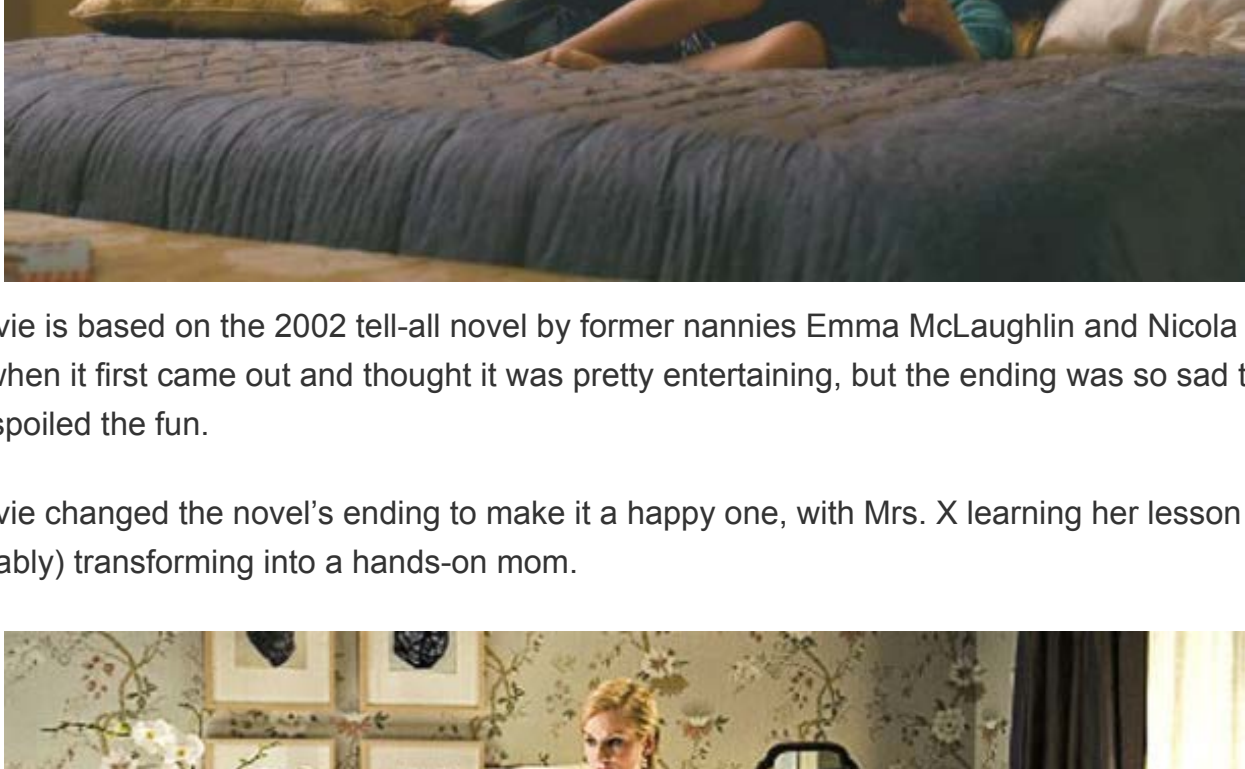 vie is based on the 2002 tell-all novel by former nannies Emma McLaughlin and Nicola
when it first came out and thought it was pretty entertaining, but the ending was so sad t
spoiled the fun.
vie changed the novel’s ending to make it a happy one, with Mrs. X learning her lesson
ably) transforming into a hands-on mom.